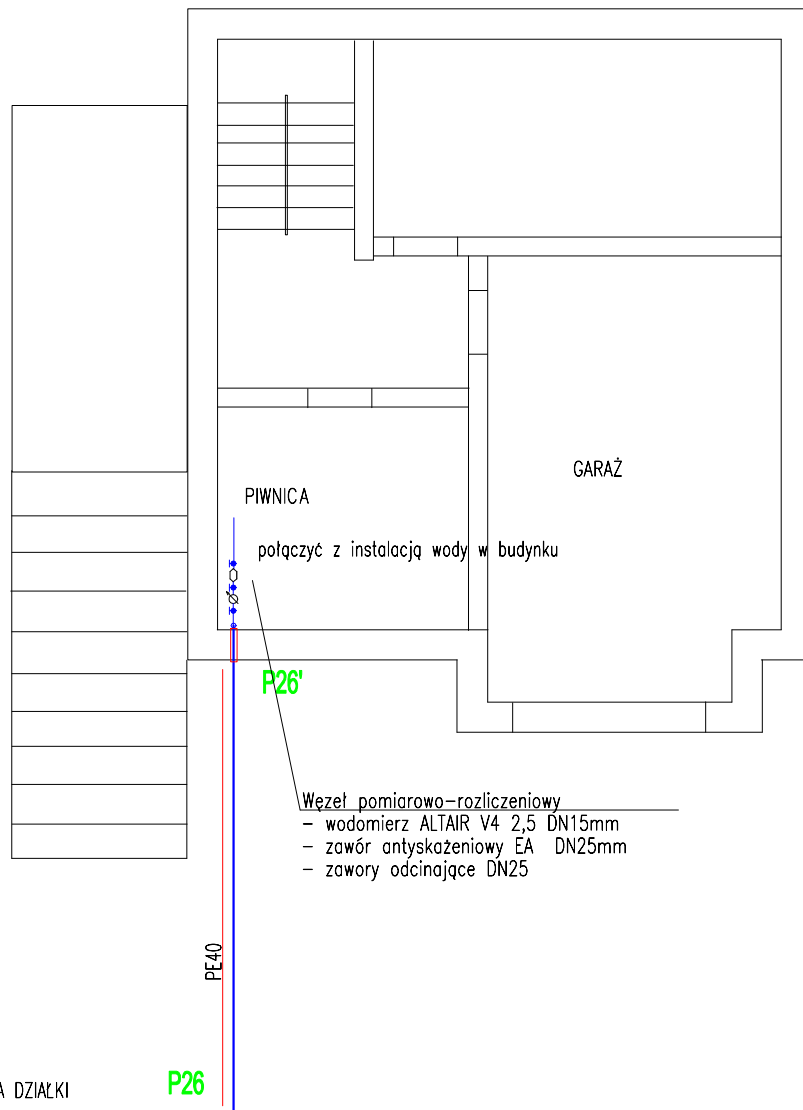 GARAŻ
PIWNICA
połączyć z instalacją wody w budynku
P26'
Węzeł pomiarowo-rozliczeniowy
- wodomierz ALTAIR V4 2,5 DN15mm
- zawór antyskażeniowy EA DN25mm
- zawory odcinające DN25
PE40
P26
A DZIAŁKI